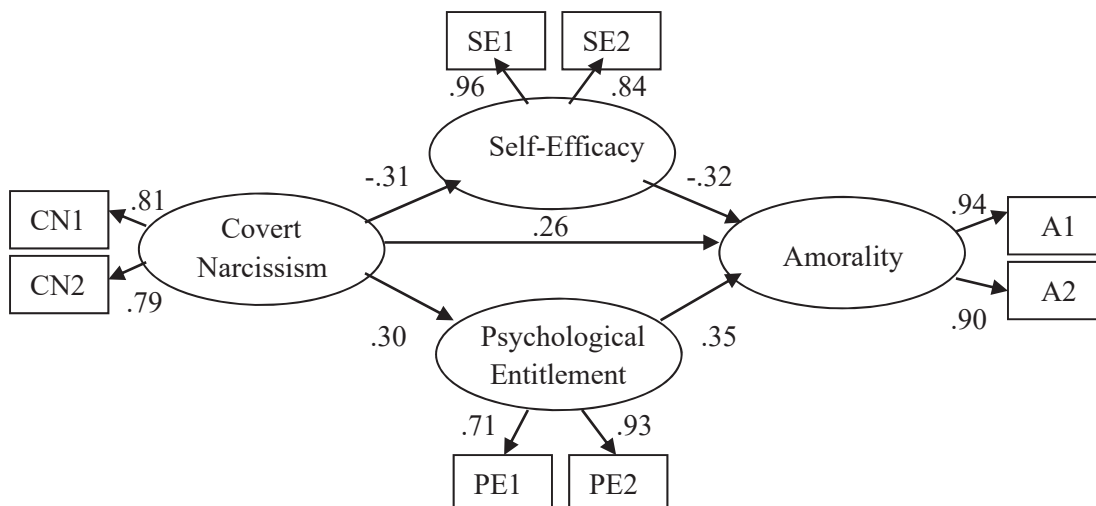 SE1 SE2
.96 .84
Self-Efficacy
-.31 -.32
CN1 .81
CN2 .79
Covert
Narcissism
.26
Amorality
.94 A1
A2
.90
.30 .35
Psychological
Entitlement
.71 .93
PE1 PE2